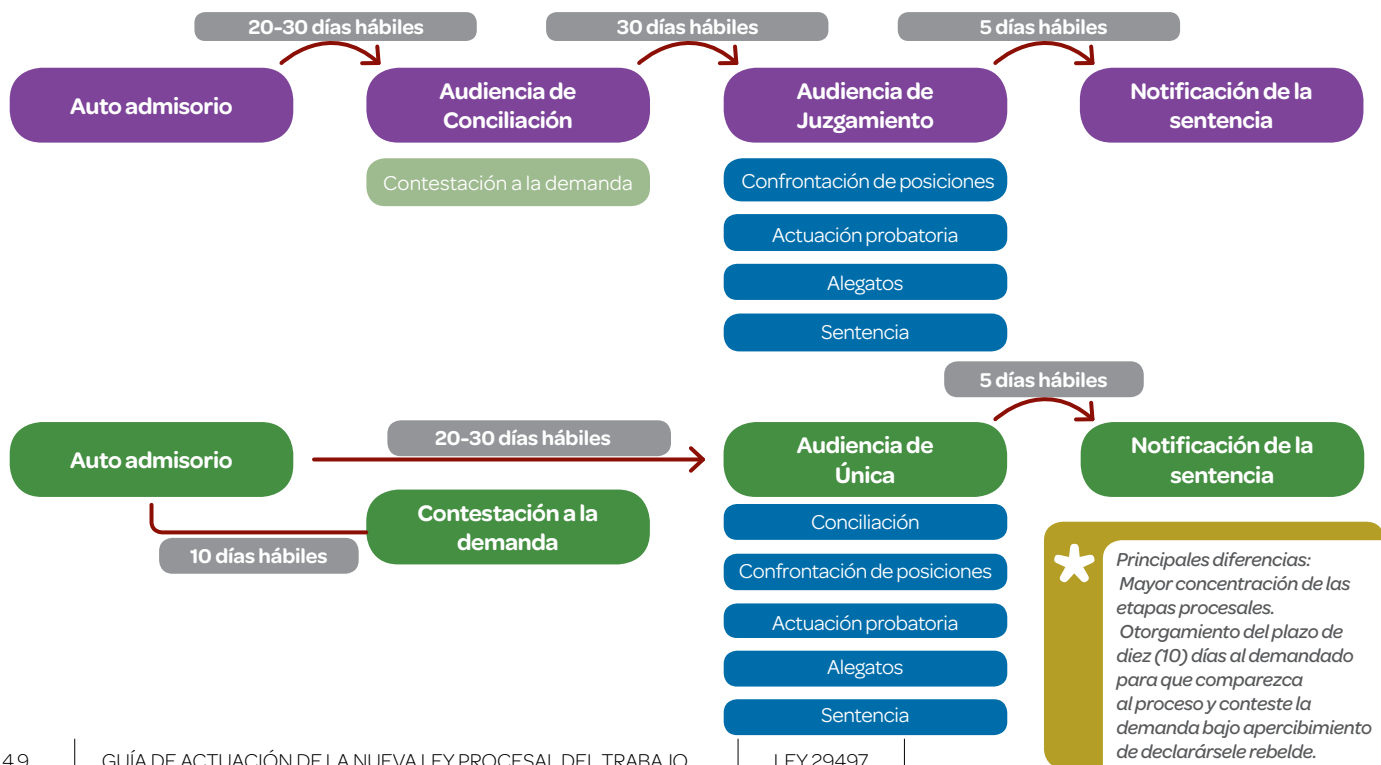 20-30 días hábiles
30 días hábiles
5 días hábiles
Auto admisorio
Audiencia de
Conciliación
Audiencia de
Juzgamiento
Notificación de la
sentencia
Contestación a la demanda
Confrontación de posiciones
Actuación probatoria
Alegatos
Sentencia
5 días hábiles
20-30 días hábiles
Auto admisorio
Audiencia de
Única
Notificación de la
sentencia
Contestación a la
demanda
10 días hábiles
Conciliación
Confrontación de posiciones
Actuación probatoria
Alegatos
Sentencia
Principales diferencias:
Mayor concentración de las
etapas procesales.
Otorgamiento del plazo de
diez (10) días al demandado
para que comparezca
al proceso y conteste la
demanda bajo apercibimiento
de declarársele rebelde.
49 GUÍA DE ACTUACIÓN DE LA NUEVA LEY PROCESAL DEL TRABAJO LEY 29497